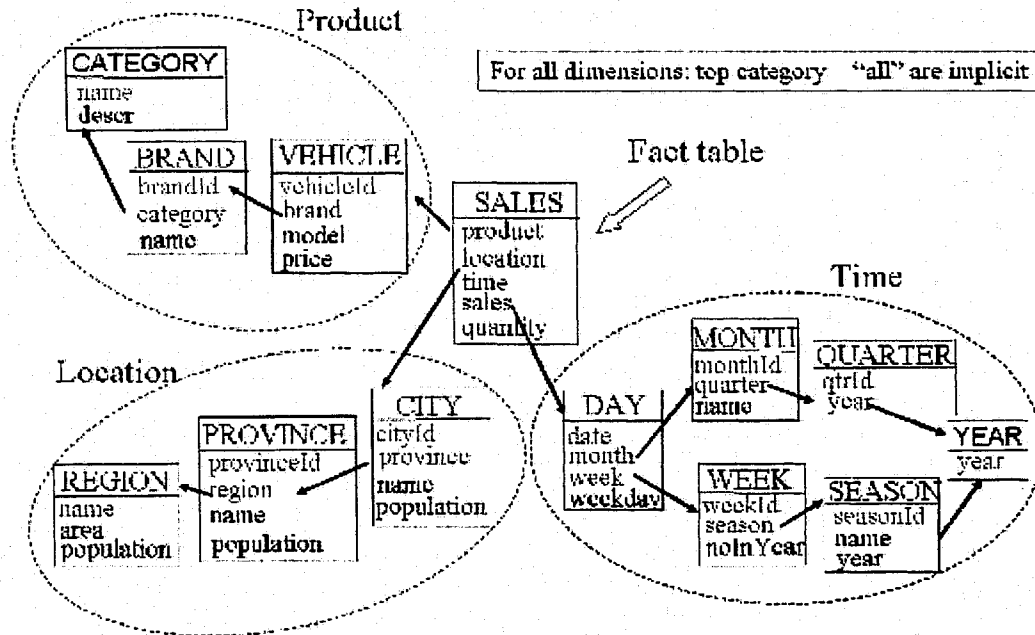 Product
CATEGORY
name
descr
For all dimensions: top category "all" are implicit
BRAND
brandId
category
name
VEHICLE
vehicleId
brand
model
price
Fact table
SALES
product
location
time
sales
quantity
Time
MONTH
monthId
quarter
name
QUARTER
qtrId
year
Location
CITY
cityId
province
name
population
DAY
date
month
week
weekday
YEAR
year
PROVINCE
provinceId
region
name
population
REGION
name
area
population
WEEK
weekId
season
noInYear
SEASON
seasonId
name
year